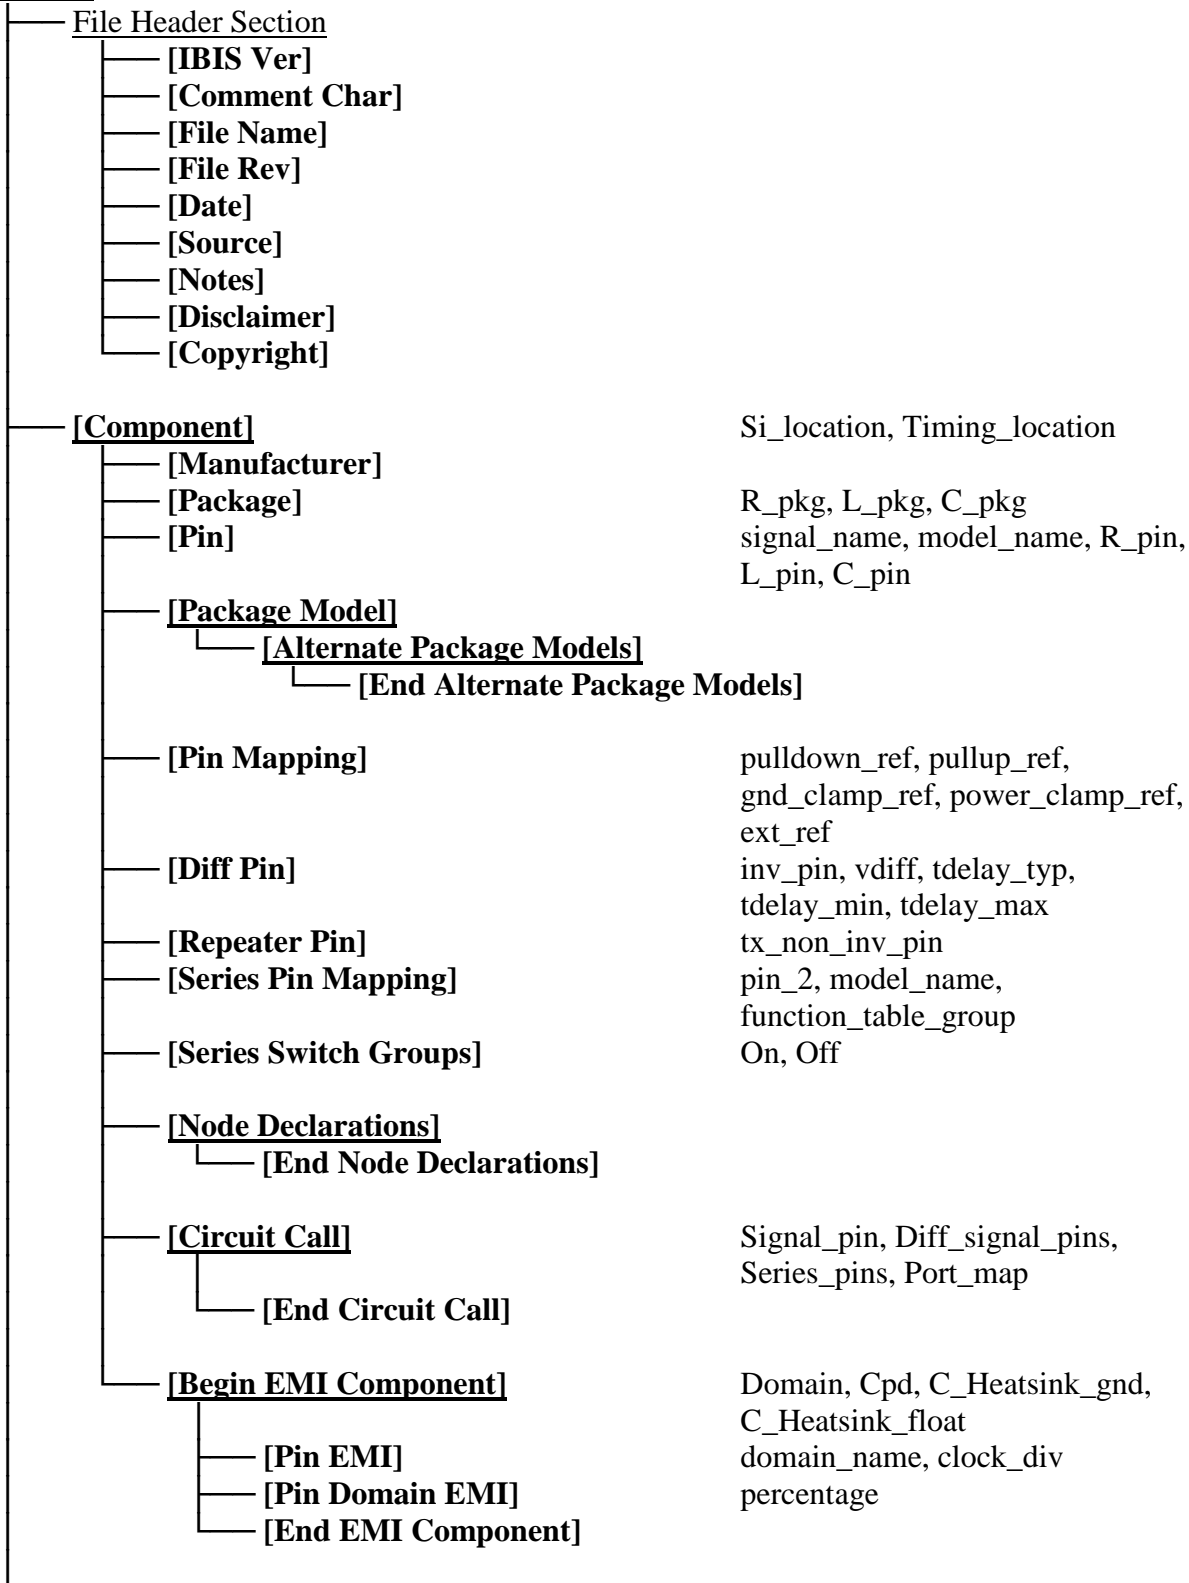 File Header Section
[IBIS Ver]
[Comment Char]
[File Name]
[File Rev]
[Date]
[Source]
[Notes]
[Disclaimer]
[Copyright]
[Component] Si_location, Timing_location
[Manufacturer]
[Package] R_pkg, L_pkg, C_pkg
[Pin] signal_name, model_name, R_pin,
L_pin, C_pin
[Package Model]
[Alternate Package Models]
[End Alternate Package Models]
[Pin Mapping] pulldown_ref, pullup_ref,
gnd_clamp_ref, power_clamp_ref,
ext_ref
[Diff Pin] inv_pin, vdiff, tdelay_typ,
tdelay_min, tdelay_max
[Repeater Pin] tx_non_inv_pin
[Series Pin Mapping] pin_2, model_name,
function_table_group
[Series Switch Groups] On, Off
[Node Declarations]
[End Node Declarations]
[Circuit Call] Signal_pin, Diff_signal_pins,
Series_pins, Port_map
[End Circuit Call]
[Begin EMI Component] Domain, Cpd, C_Heatsink_gnd,
C_Heatsink_float
[Pin EMI] domain_name, clock_div
[Pin Domain EMI] percentage
[End EMI Component]